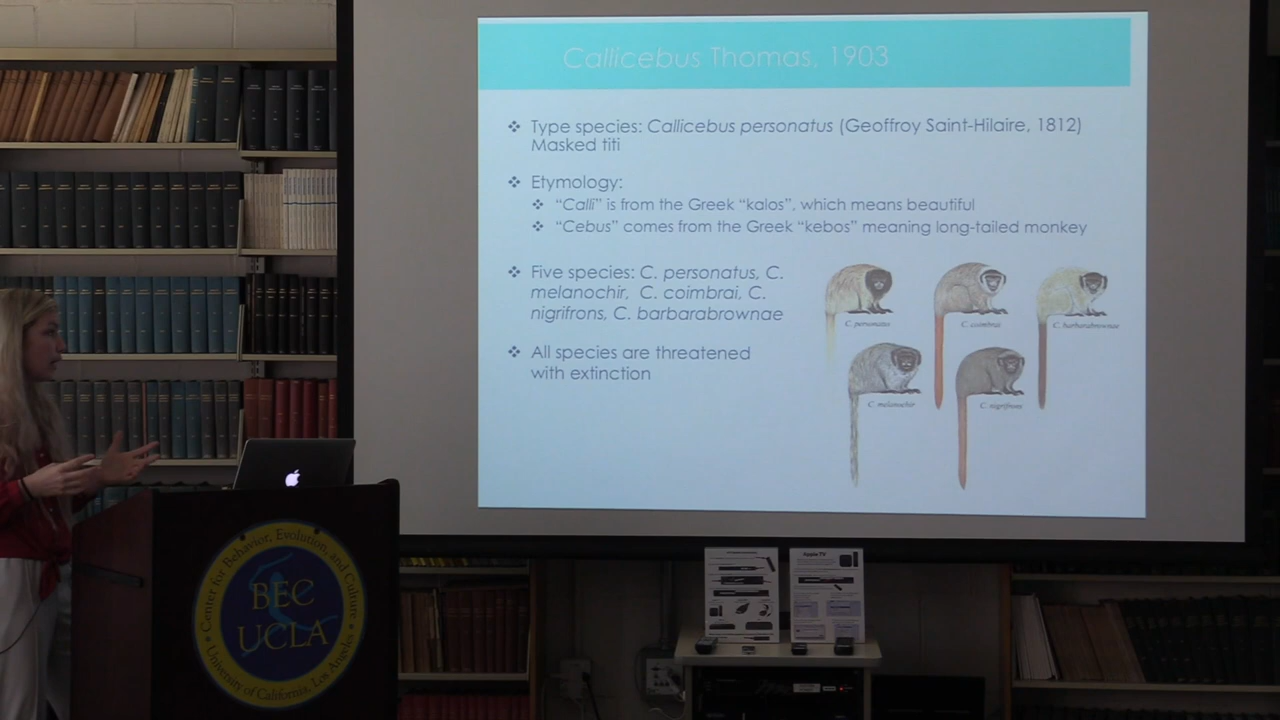 Callicebus Thomas, 1903
❖ Type species: Callicebus personatus (Geoffroy Saint-Hilaire, 1812)
Masked titi
❖ Etymology:
❖ “Calli” is from the Greek “kalos”, which means beautiful
❖ “Cebus” comes from the Greek “kebos” meaning long-tailed monkey
❖ Five species: C. personatus, C.
melanochir, C. coimbrai, C.
nigrifrons, C. barbarabrownae
❖ All species are threatened
with extinction
C. personatus
C. coimbrai
C. barbarabrownae
C. melanochir
C. nigrifrons
Center for Behavior, Evolution, and Culture
BEC
UCLA
University of California, Los Angeles
Apple TV